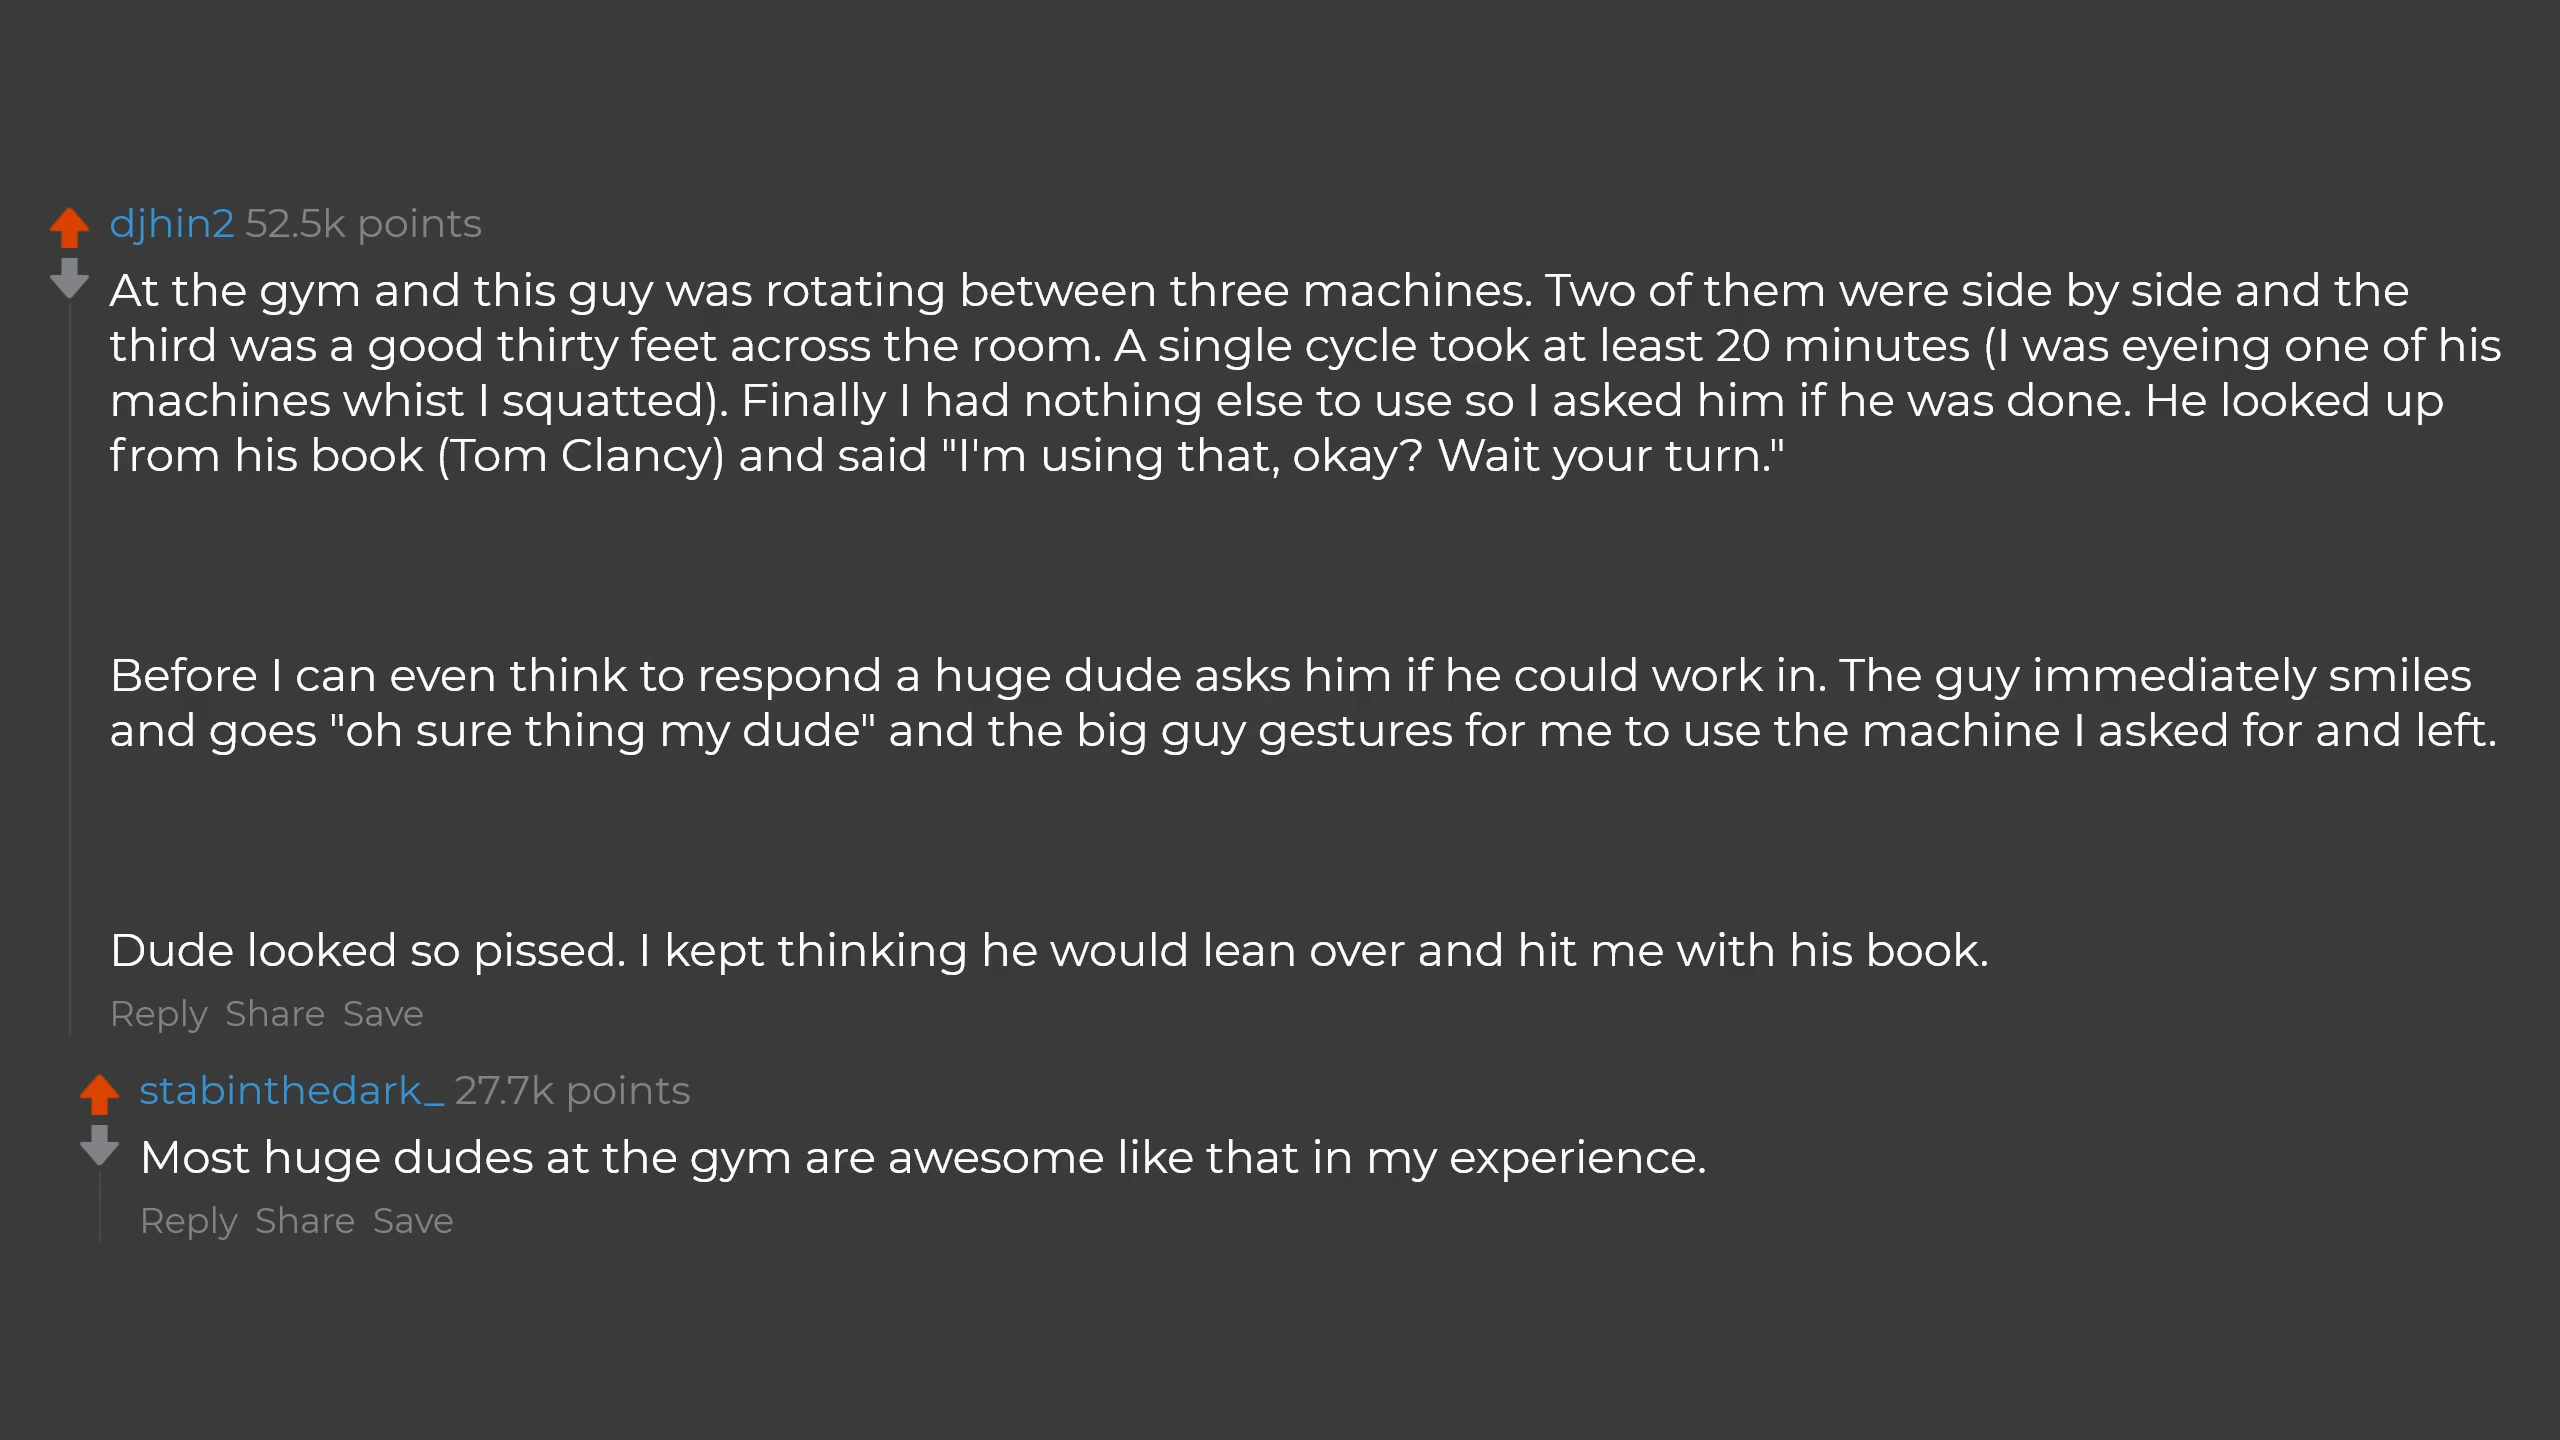 djhin2 52.5k points
At the gym and this guy was rotating between three machines. Two of them were side by side and the
third was a good thirty feet across the room. A single cycle took at least 20 minutes (I was eyeing one of his
machines whist I squatted). Finally I had nothing else to use so I asked him if he was done. He looked up
from his book (Tom Clancy) and said "I'm using that, okay? Wait your turn."
Before I can even think to respond a huge dude asks him if he could work in. The guy immediately smiles
and goes "oh sure thing my dude" and the big guy gestures for me to use the machine I asked for and left.
Dude looked so pissed. I kept thinking he would lean over and hit me with his book.
Reply Share Save
stabinthedark_ 27.7k points
Most huge dudes at the gym are awesome like that in my experience.
Reply Share Save